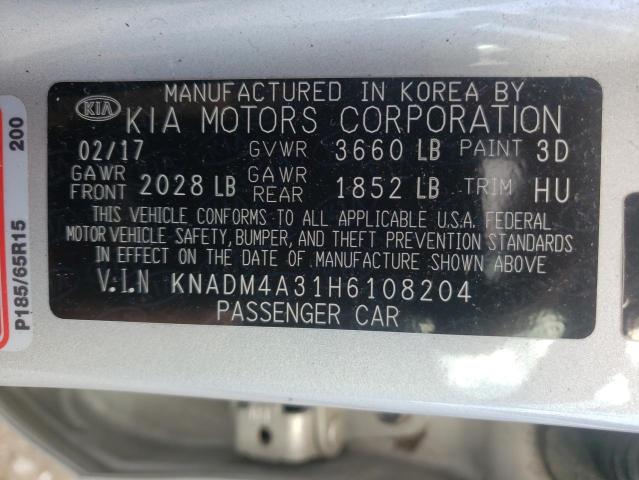 MANUFACTURED IN KOREA BY
KIA KIA MOTORS CORPORATION
02/17 GVWR 3660 LB PAINT 3D
GAWR FRONT 2028 LB GAWR REAR 1852 LB TRIM HU
THIS VEHICLE CONFORMS TO ALL APPLICABLE U.S.A. FEDERAL
MOTOR VEHICLE SAFETY, BUMPER, AND THEFT PREVENTION STANDARDS
IN EFFECT ON THE DATE OF MANUFACTURE SHOWN ABOVE
V.I.N KNADM4A31H6108204
PASSENGER CAR
P185/65R15 200